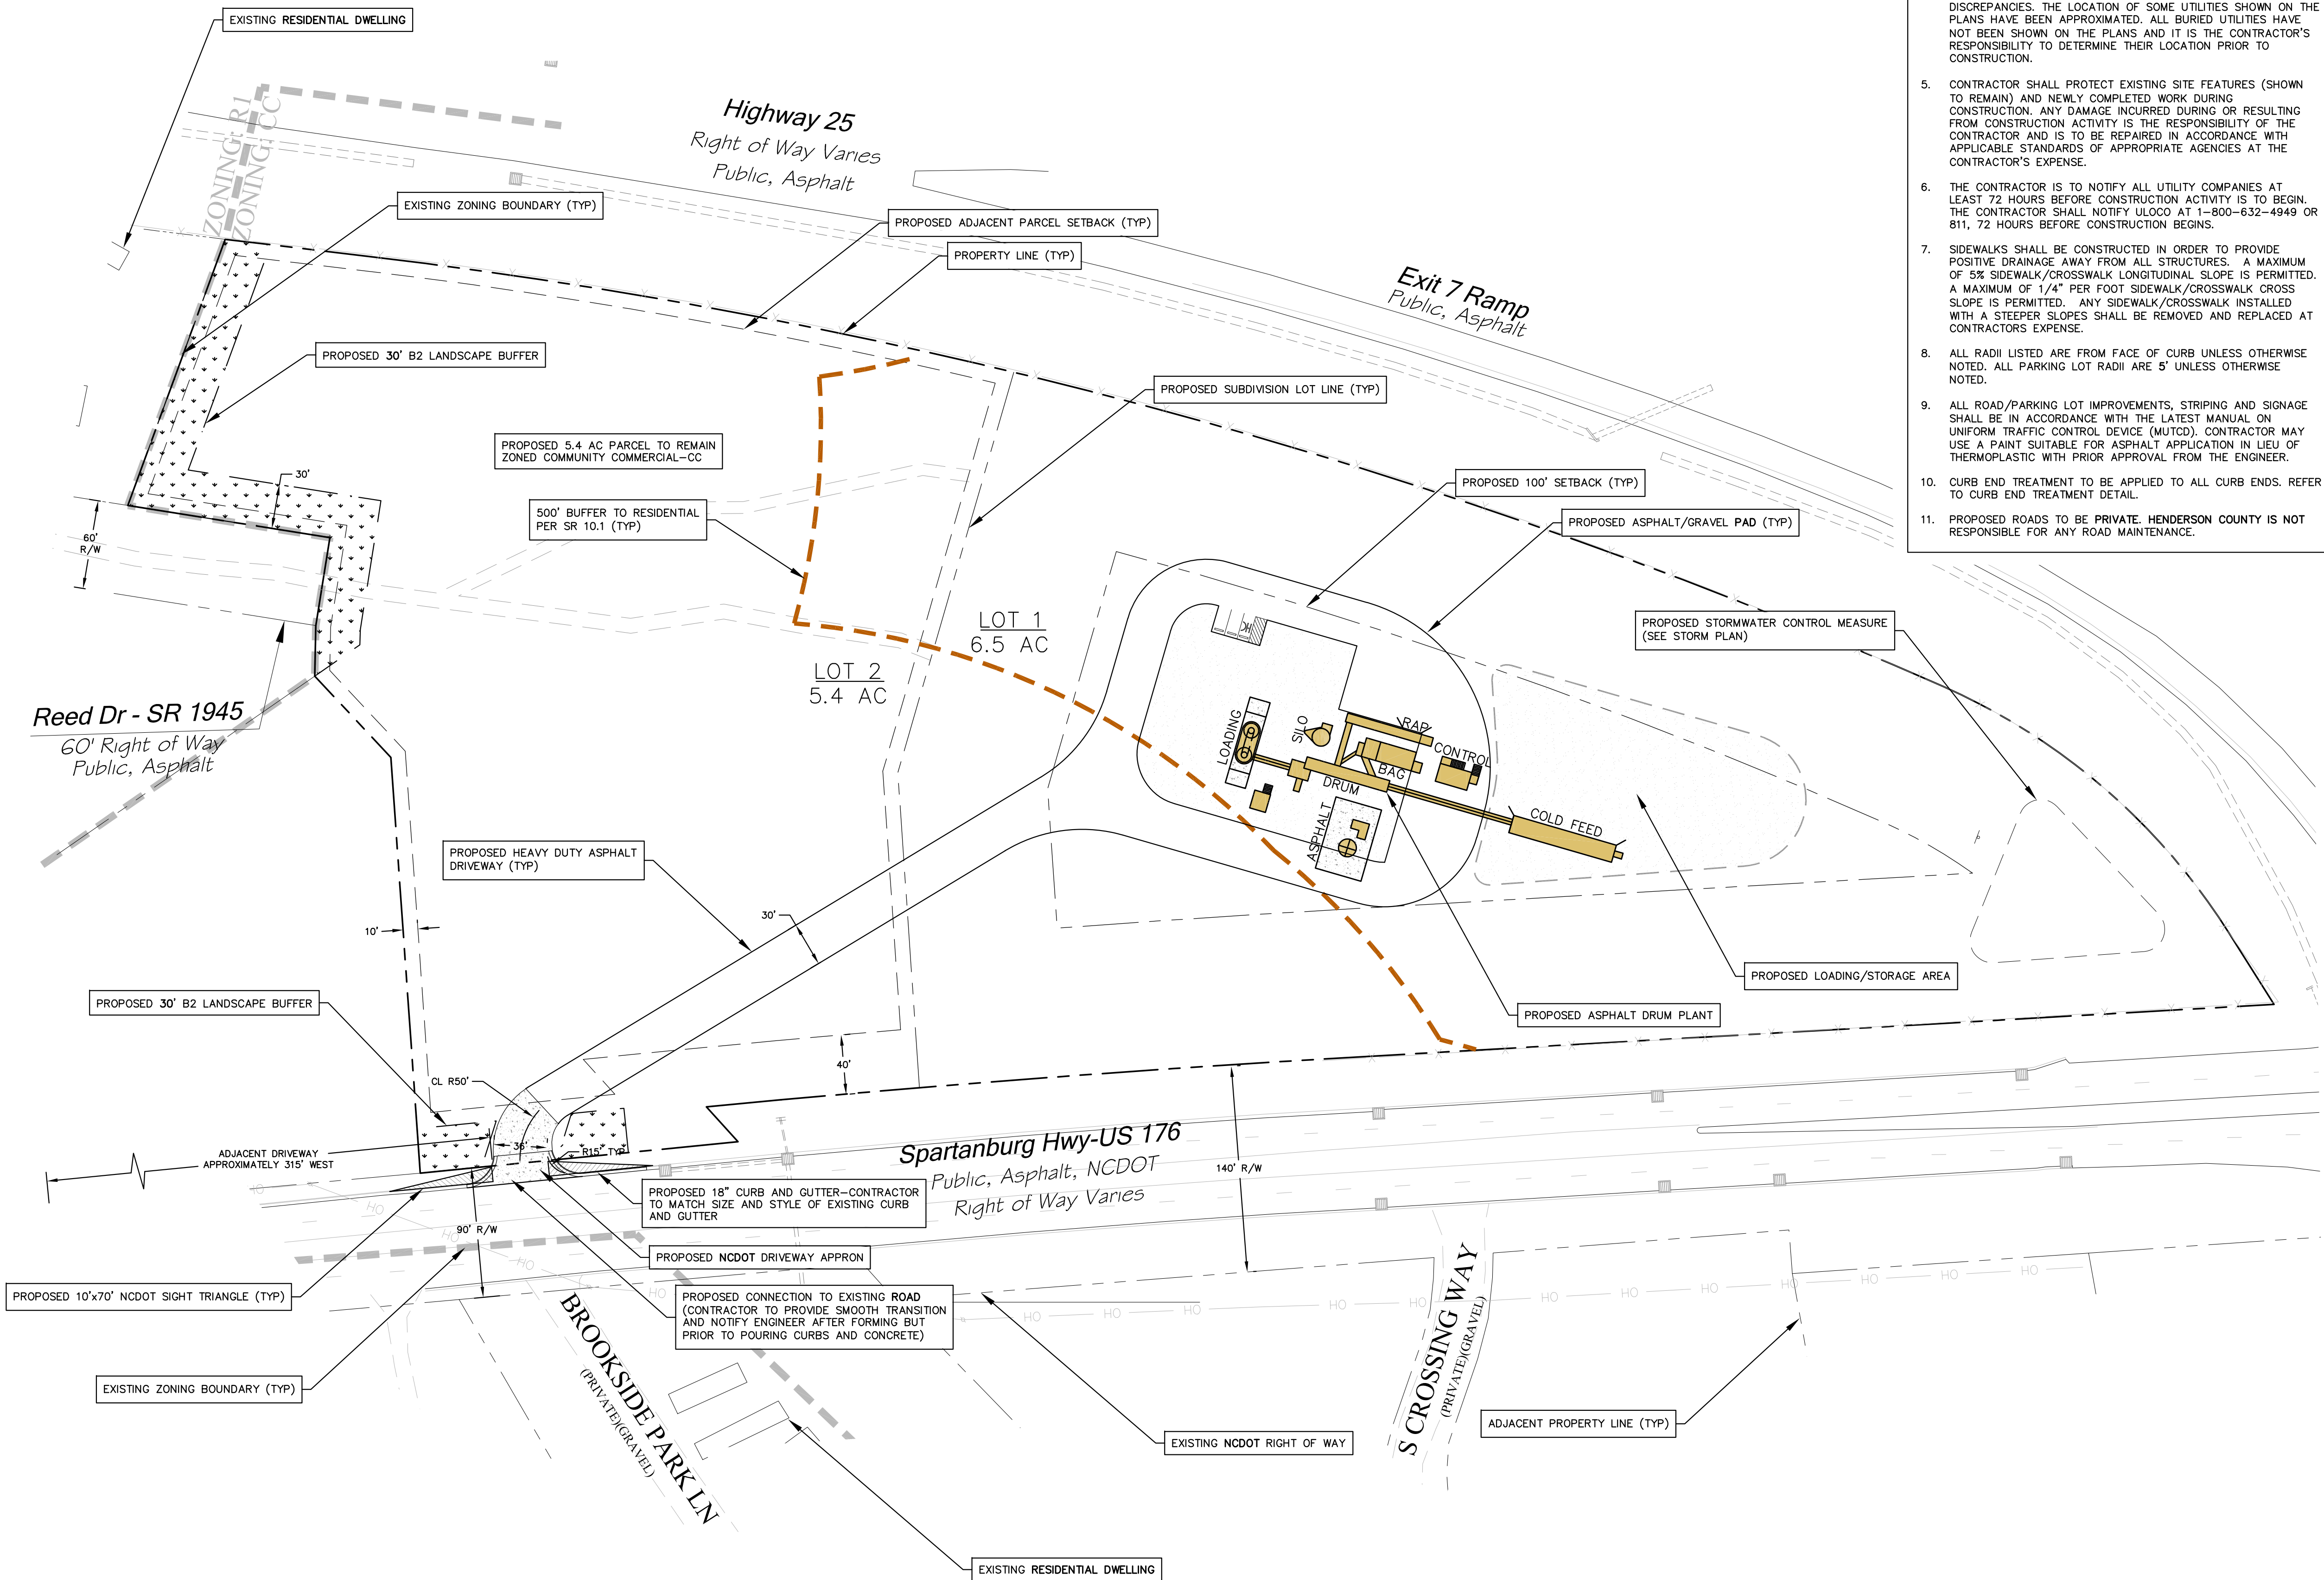 EXISTING RESIDENTIAL DWELLING
ZONING: R1
ZONING: CC
Highway 25
Right of Way Varies
Public, Asphalt
EXISTING ZONING BOUNDARY (TYP)
PROPOSED ADJACENT PARCEL SETBACK (TYP)
PROPERTY LINE (TYP)
Exit 7 Ramp
Public, Asphalt
PROPOSED 30' B2 LANDSCAPE BUFFER
PROPOSED SUBDIVISION LOT LINE (TYP)
PROPOSED 5.4 AC PARCEL TO REMAIN
ZONED COMMUNITY COMMERCIAL-CC
30'
PROPOSED 100' SETBACK (TYP)
500' BUFFER TO RESIDENTIAL
PER SR 10.1 (TYP)
PROPOSED ASPHALT/GRAVEL PAD (TYP)
60'
R/W
LOT 1
6.5 AC
LOT 2
5.4 AC
PROPOSED STORMWATER CONTROL MEASURE
(SEE STORM PLAN)
Reed Dr - SR 1945
60' Right of Way
Public, Asphalt
LOADING
SILO
RAP
CONTROL
BAG
DRUM
ASPHALT
COLD FEED
PROPOSED HEAVY DUTY ASPHALT
DRIVEWAY (TYP)
30'
10'
PROPOSED LOADING/STORAGE AREA
PROPOSED 30' B2 LANDSCAPE BUFFER
PROPOSED ASPHALT DRUM PLANT
40'
CL R50'
36'
R15' TYP
ADJACENT DRIVEWAY
APPROXIMATELY 315' WEST
Spartanburg Hwy-US 176
Public, Asphalt, NCDOT
Right of Way Varies
140' R/W
PROPOSED 18" CURB AND GUTTER-CONTRACTOR
TO MATCH SIZE AND STYLE OF EXISTING CURB
AND GUTTER
90' R/W
PROPOSED NCDOT DRIVEWAY APPRON
PROPOSED 10'x70' NCDOT SIGHT TRIANGLE (TYP)
PROPOSED CONNECTION TO EXISTING ROAD
(CONTRACTOR TO PROVIDE SMOOTH TRANSITION
AND NOTIFY ENGINEER AFTER FORMING BUT
PRIOR TO POURING CURBS AND CONCRETE)
OH OH OH OH OH OH OH OH OH OH OH OH OH OH OH OH
BROOKSIDE PARK LN
(PRIVATE)(GRAVEL)
S CROSSING WAY
(PRIVATE)(GRAVEL)
EXISTING ZONING BOUNDARY (TYP)
ADJACENT PROPERTY LINE (TYP)
EXISTING NCDOT RIGHT OF WAY
EXISTING RESIDENTIAL DWELLING
DISCREPANCIES. THE LOCATION OF SOME UTILITIES SHOWN ON THE
PLANS HAVE BEEN APPROXIMATED. ALL BURIED UTILITIES HAVE
NOT BEEN SHOWN ON THE PLANS AND IT IS THE CONTRACTOR'S
RESPONSIBILITY TO DETERMINE THEIR LOCATION PRIOR TO
CONSTRUCTION.
5. CONTRACTOR SHALL PROTECT EXISTING SITE FEATURES (SHOWN
TO REMAIN) AND NEWLY COMPLETED WORK DURING
CONSTRUCTION. ANY DAMAGE INCURRED DURING OR RESULTING
FROM CONSTRUCTION ACTIVITY IS THE RESPONSIBILITY OF THE
CONTRACTOR AND IS TO BE REPAIRED IN ACCORDANCE WITH
APPLICABLE STANDARDS OF APPROPRIATE AGENCIES AT THE
CONTRACTOR'S EXPENSE.
6. THE CONTRACTOR IS TO NOTIFY ALL UTILITY COMPANIES AT
LEAST 72 HOURS BEFORE CONSTRUCTION ACTIVITY IS TO BEGIN.
THE CONTRACTOR SHALL NOTIFY ULOCO AT 1-800-632-4949 OR
811, 72 HOURS BEFORE CONSTRUCTION BEGINS.
7. SIDEWALKS SHALL BE CONSTRUCTED IN ORDER TO PROVIDE
POSITIVE DRAINAGE AWAY FROM ALL STRUCTURES. A MAXIMUM
OF 5% SIDEWALK/CROSSWALK LONGITUDINAL SLOPE IS PERMITTED.
A MAXIMUM OF 1/4" PER FOOT SIDEWALK/CROSSWALK CROSS
SLOPE IS PERMITTED. ANY SIDEWALK/CROSSWALK INSTALLED
WITH A STEEPER SLOPES SHALL BE REMOVED AND REPLACED AT
CONTRACTORS EXPENSE.
8. ALL RADII LISTED ARE FROM FACE OF CURB UNLESS OTHERWISE
NOTED. ALL PARKING LOT RADII ARE 5' UNLESS OTHERWISE
NOTED.
9. ALL ROAD/PARKING LOT IMPROVEMENTS, STRIPING AND SIGNAGE
SHALL BE IN ACCORDANCE WITH THE LATEST MANUAL ON
UNIFORM TRAFFIC CONTROL DEVICE (MUTCD). CONTRACTOR MAY
USE A PAINT SUITABLE FOR ASPHALT APPLICATION IN LIEU OF
THERMOPLASTIC WITH PRIOR APPROVAL FROM THE ENGINEER.
10. CURB END TREATMENT TO BE APPLIED TO ALL CURB ENDS. REFER
TO CURB END TREATMENT DETAIL.
11. PROPOSED ROADS TO BE PRIVATE. HENDERSON COUNTY IS NOT
RESPONSIBLE FOR ANY ROAD MAINTENANCE.